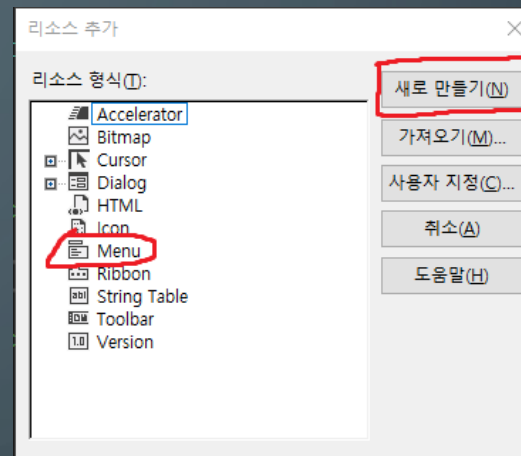 리소스 추가
리소스 형식(T):
Accelerator
Bitmap
Cursor
Dialog
HTML
Icon
Menu
Ribbon
String Table
Toolbar
Version
새로 만들기(N)
가져오기(M)...
사용자 지정(C)...
취소(A)
도움말(H)